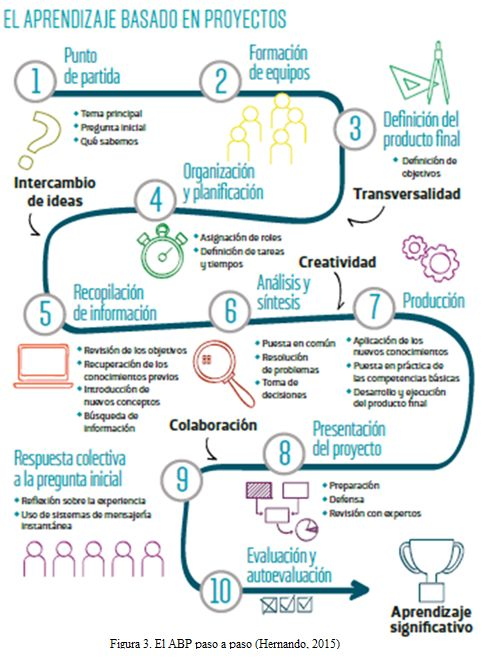 EL APRENDIZAJE BASADO EN PROYECTOS
1
Punto
de partida
Tema principal
Pregunta inicial
Qué sabemos
2
Formación
de equipos
3
Definición del
producto final
Definición de
objetivos
Intercambio
de ideas
4
Organización
y planificación
Asignación de roles
Definición de tareas
y tiempos
Transversalidad
Creatividad
5
Recopilación
de información
Revisión de los objetivos
Recuperación de los
conocimientos previos
Introducción de
nuevos conceptos
Búsqueda de
información
6
Análisis y
síntesis
Puesta en común
Resolución
de problemas
Toma de
decisiones
7
Producción
Aplicación de los
nuevos conocimientos
Puesta en práctica de
las competencias básicas
Desarrollo y ejecución
del producto final
Colaboración
8
Presentación
del proyecto
Preparación
Defensa
Revisión con expertos
Respuesta colectiva
a la pregunta inicial
9
Reflexión sobre la experiencia
Uso de sistemas de mensajería
instantánea
10
Evaluación y
autoevaluación
Aprendizaje
significativo
Figura 3. El ABP paso a paso (Hernando, 2015)